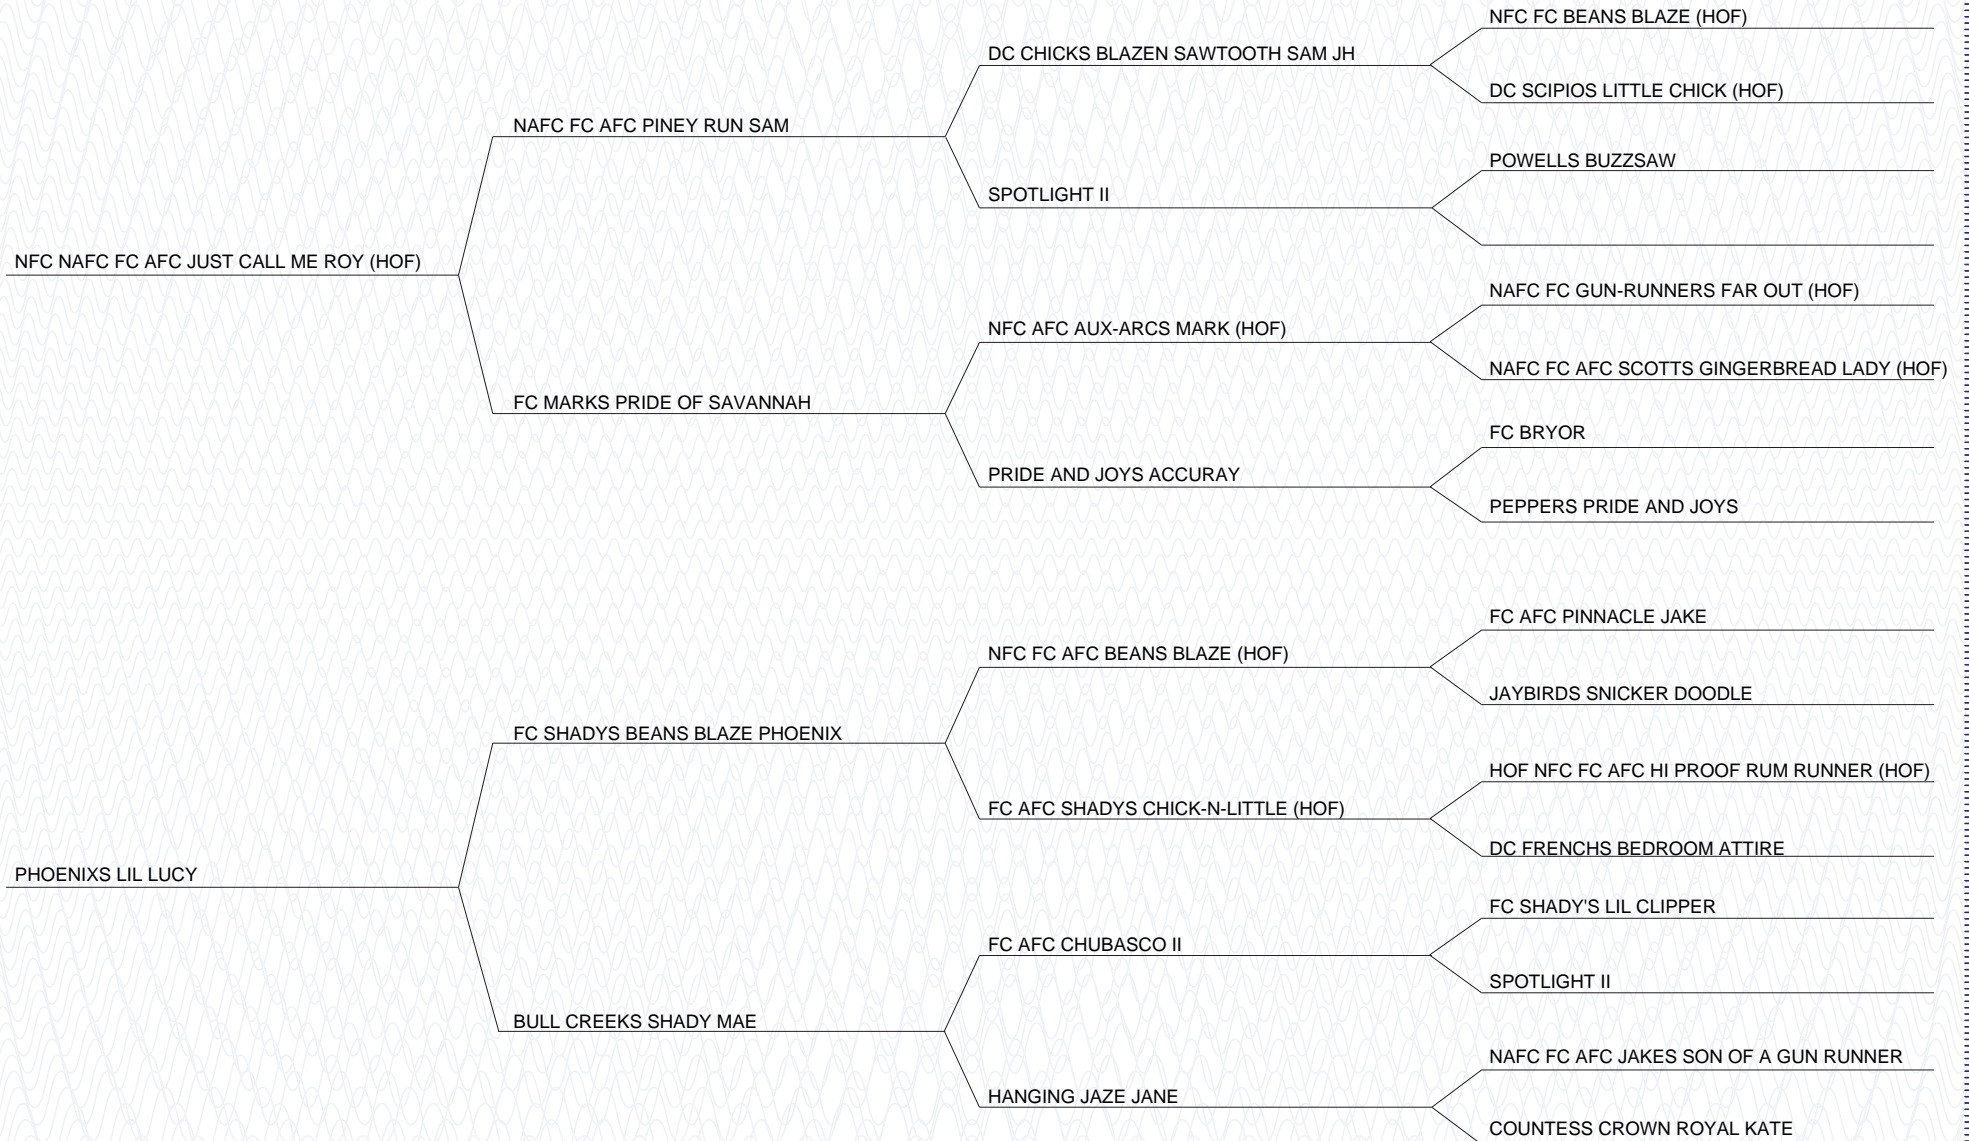 NFC FC BEANS BLAZE (HOF)
DC CHICKS BLAZEN SAWTOOTH SAM JH
DC SCIPIOS LITTLE CHICK (HOF)
NAFC FC AFC PINEY RUN SAM
POWELLS BUZZSAW
SPOTLIGHT II
NFC NAFC FC AFC JUST CALL ME ROY (HOF)
NAFC FC GUN-RUNNERS FAR OUT (HOF)
NFC AFC AUX-ARCS MARK (HOF)
NAFC FC AFC SCOTTS GINGERBREAD LADY (HOF)
FC MARKS PRIDE OF SAVANNAH
FC BRYOR
PRIDE AND JOYS ACCURAY
PEPPERS PRIDE AND JOYS
FC AFC PINNACLE JAKE
NFC FC AFC BEANS BLAZE (HOF)
JAYBIRDS SNICKER DOODLE
FC SHADYS BEANS BLAZE PHOENIX
HOF NFC FC AFC HI PROOF RUM RUNNER (HOF)
FC AFC SHADYS CHICK-N-LITTLE (HOF)
DC FRENCHS BEDROOM ATTIRE
PHOENIXS LIL LUCY
FC SHADY'S LIL CLIPPER
FC AFC CHUBASCO II
SPOTLIGHT II
BULL CREEKS SHADY MAE
NAFC FC AFC JAKES SON OF A GUN RUNNER
HANGING JAZE JANE
COUNTESS CROWN ROYAL KATE